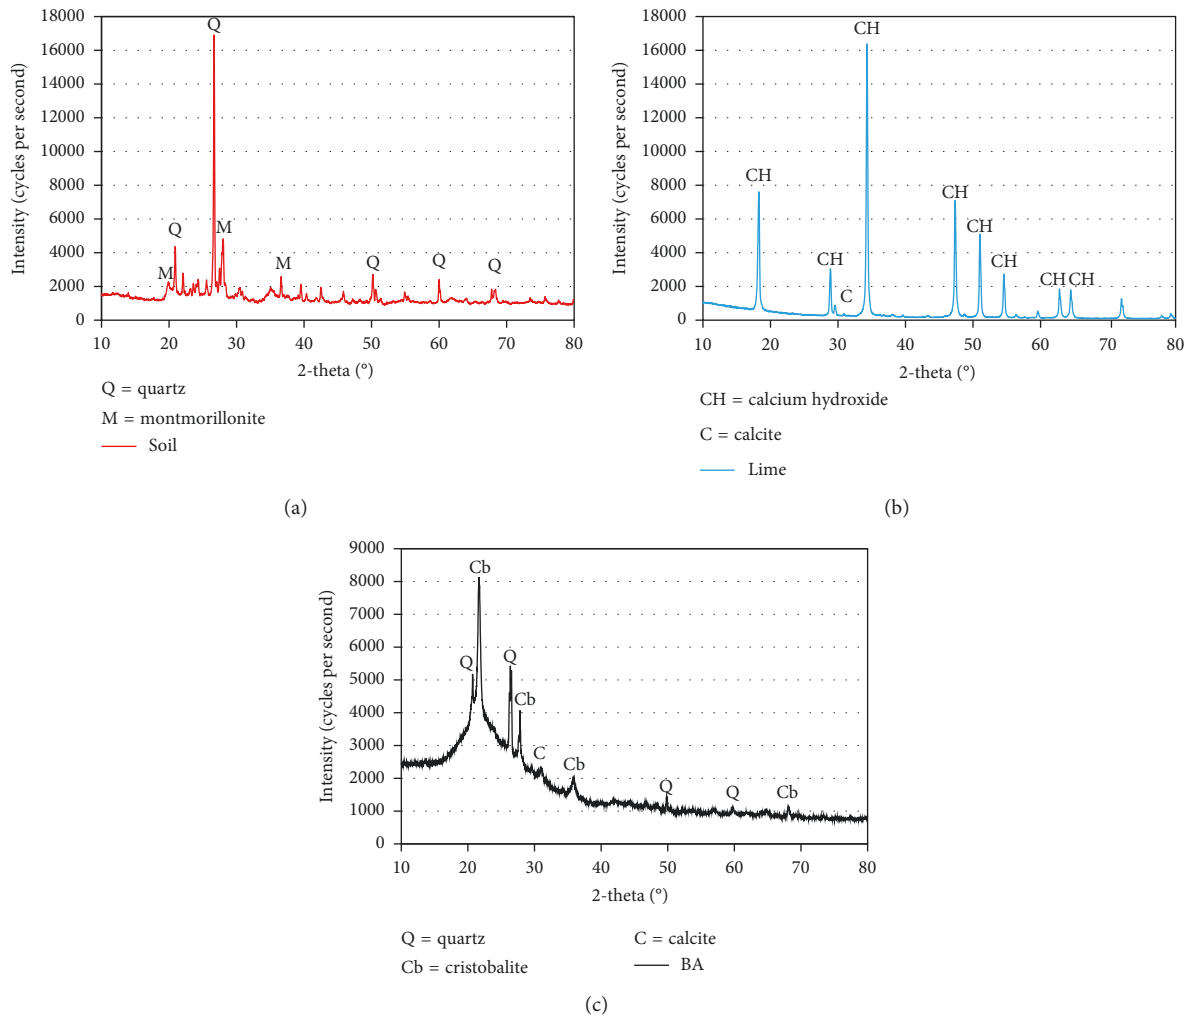 18000
16000
14000
12000
10000
8000
6000
4000
2000
0
Intensity (cycles per second)
Q
Q
M
M
M
Q
Q
Q
10 20 30 40 50 60 70 80
2-theta (°)
Q = quartz
M = montmorillonite
Soil
(a)
18000
16000
14000
12000
10000
8000
6000
4000
2000
0
Intensity (cycles per second)
CH
CH
CH
C
CH
CH
CH
CH
CH
10 20 30 40 50 60 70 80
2-theta (°)
CH = calcium hydroxide
C = calcite
Lime
(b)
9000
8000
7000
6000
5000
4000
3000
2000
1000
0
Intensity (cycles per second)
Cb
Q
Q
Cb
C
Cb
Q
Q
Cb
10 20 30 40 50 60 70 80
2-theta (°)
Q = quartz
Cb = cristobalite
C = calcite
BA
(c)